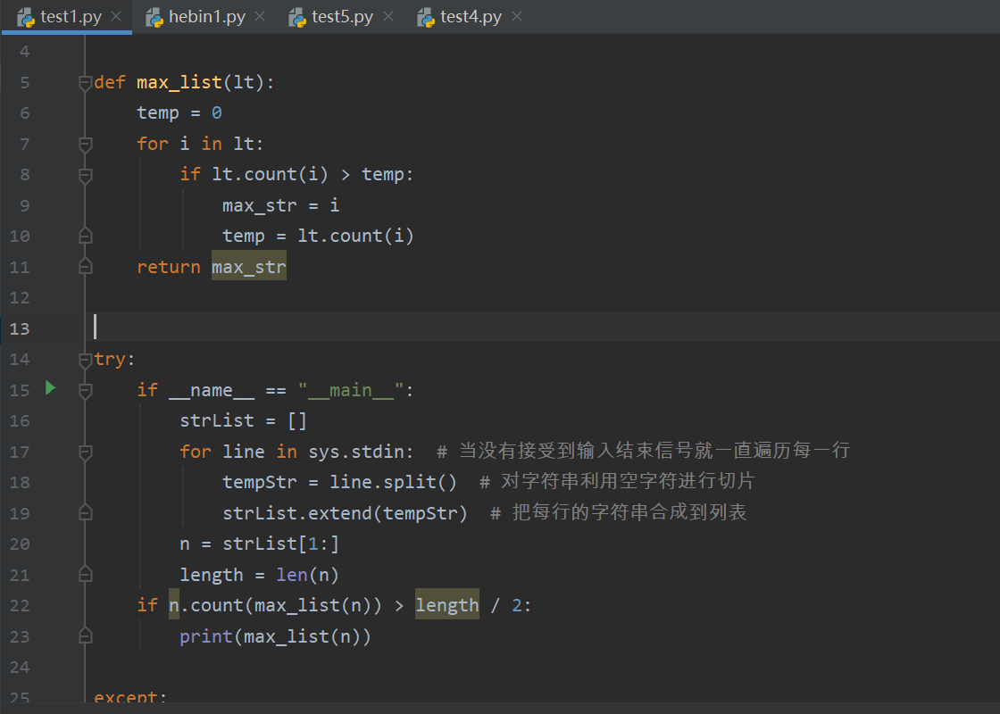 test1.py hebin1.py test5.py test4.py
4
5 def max_list(lt):
6     temp = 0
7     for i in lt:
8         if lt.count(i) > temp:
9             max_str = i
10             temp = lt.count(i)
11     return max_str
12
13
14 try:
15     if __name__ == "__main__":
16         strList = []
17         for line in sys.stdin:  # 当没有接受到输入结束信号就一直遍历每一行
18             tempStr = line.split()  # 对字符串利用空字符进行切片
19             strList.extend(tempStr)  # 把每行的字符串合成到列表
20         n = strList[1:]
21         length = len(n)
22     if n.count(max_list(n)) > length / 2:
23         print(max_list(n))
24
25 except: